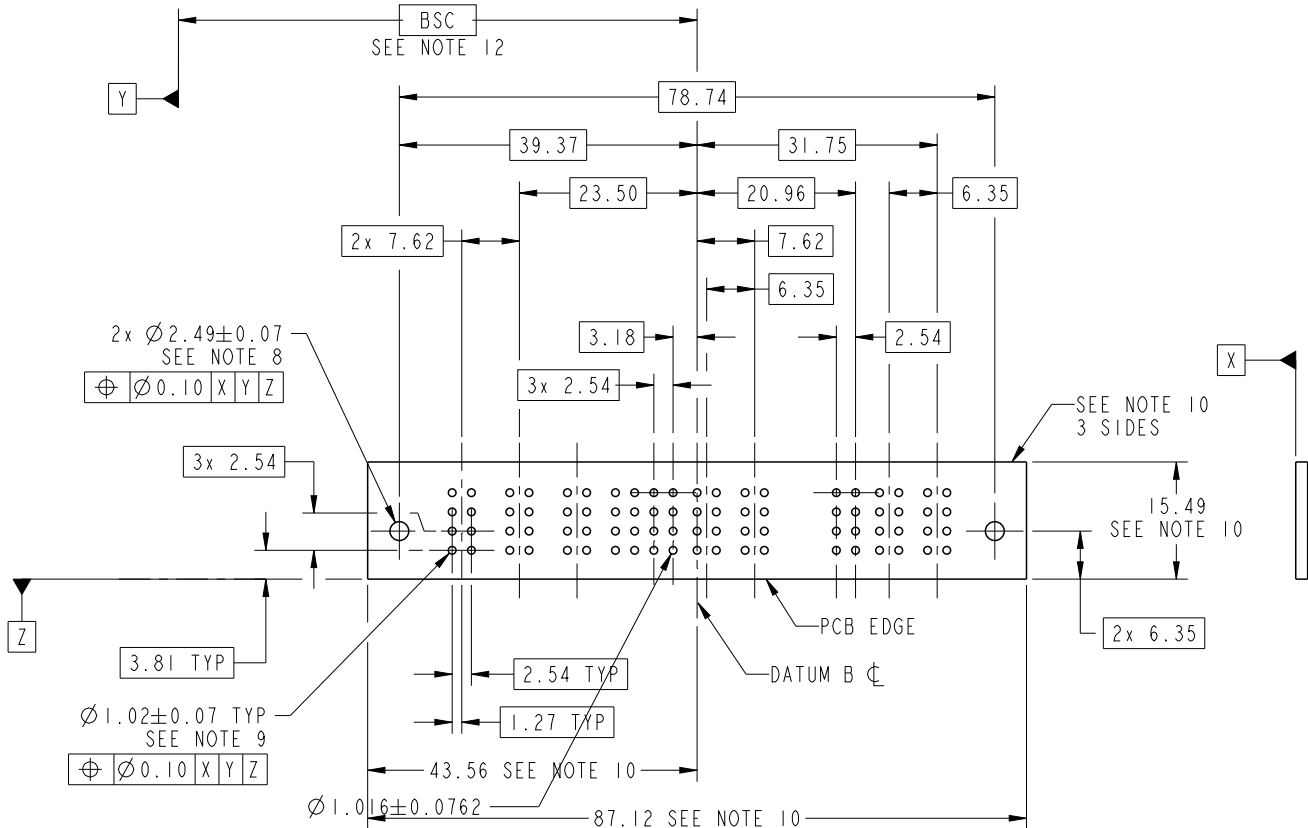 BSC
SEE NOTE 12
Y
78.74
39.37
31.75
23.50
20.96
6.35
2x 7.62
7.62
6.35
3.18
2.54
2x Ø2.49±0.07
SEE NOTE 8
⌖ Ø0.10 X Y Z
X
3x 2.54
SEE NOTE 10
3 SIDES
3x 2.54
15.49
SEE NOTE 10
Z
PCB EDGE
2x 6.35
3.81 TYP
2.54 TYP
DATUM B ℄
Ø1.02±0.07 TYP
SEE NOTE 9
1.27 TYP
⌖ Ø0.10 X Y Z
43.56 SEE NOTE 10
Ø1.016±0.0762
87.12 SEE NOTE 10